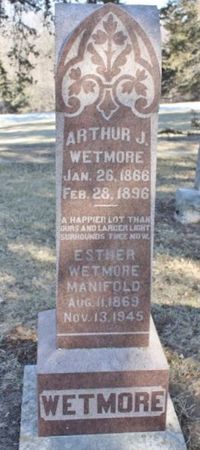 ARTHUR J.
WETMORE
JAN. 26, 1866
FEB. 28, 1896
A HAPPIER LOT THAN
OURS AND LARGER LIGHT
SURROUNDS THEE NOW.
ESTHER
WETMORE
MANIFOLD
AUG. 11, 1869
NOV. 13, 1945
WETMORE